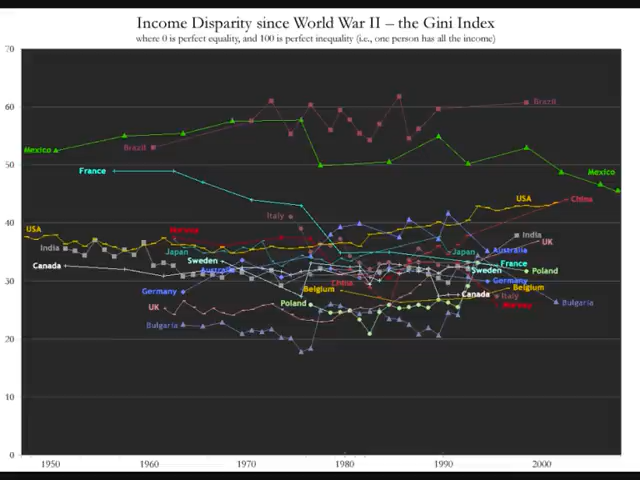 Income Disparity since World War II – the Gini Index
where 0 is perfect equality, and 100 is perfect inequality (i.e., one person has all the income)
70
60
50
40
30
20
10
0
Brazil
Brazil
Mexico
Mexico
France
USA
China
Italy
USA
Norway
India
UK
India
Japan
Japan
Australia
Sweden
France
Canada
Australia
Sweden
Poland
China
Germany
Germany
Belgium
Belgium
Canada
Italy
Poland
Bulgaria
UK
Norway
Bulgaria
1950
1960
1970
1980
1990
2000